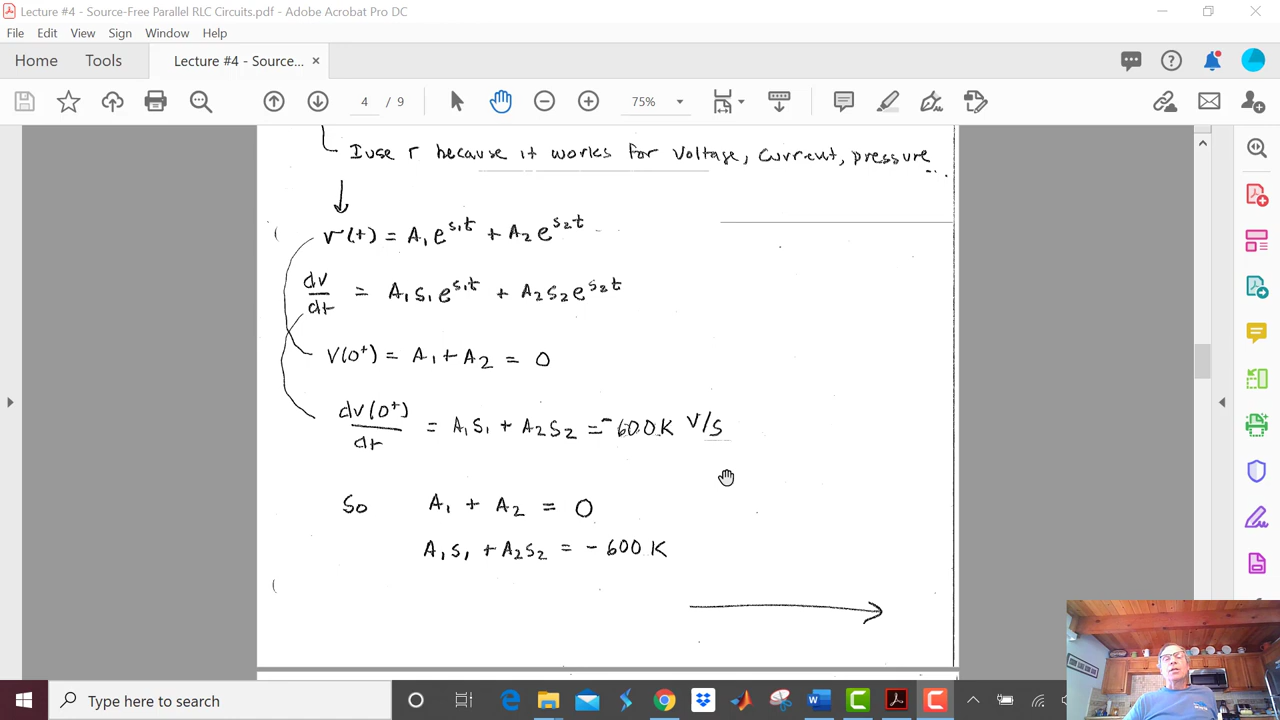 Lecture #4 - Source-Free Parallel RLC Circuits.pdf - Adobe Acrobat Pro DC
File Edit View Sign Window Help
Home Tools Lecture #4 - Source... ×
4 / 9 75%
I use r because it works for voltage, current, pressure ...
v(t) = A₁e^s₁t + A₂e^s₂t
dv/dt = A₁s₁e^s₁t + A₂s₂e^s₂t
V(0⁺) = A₁ + A₂ = 0
dv(0⁺)/dt = A₁s₁ + A₂s₂ = -600K V/s
So A₁ + A₂ = 0
A₁s₁ + A₂s₂ = -600 K
Type here to search